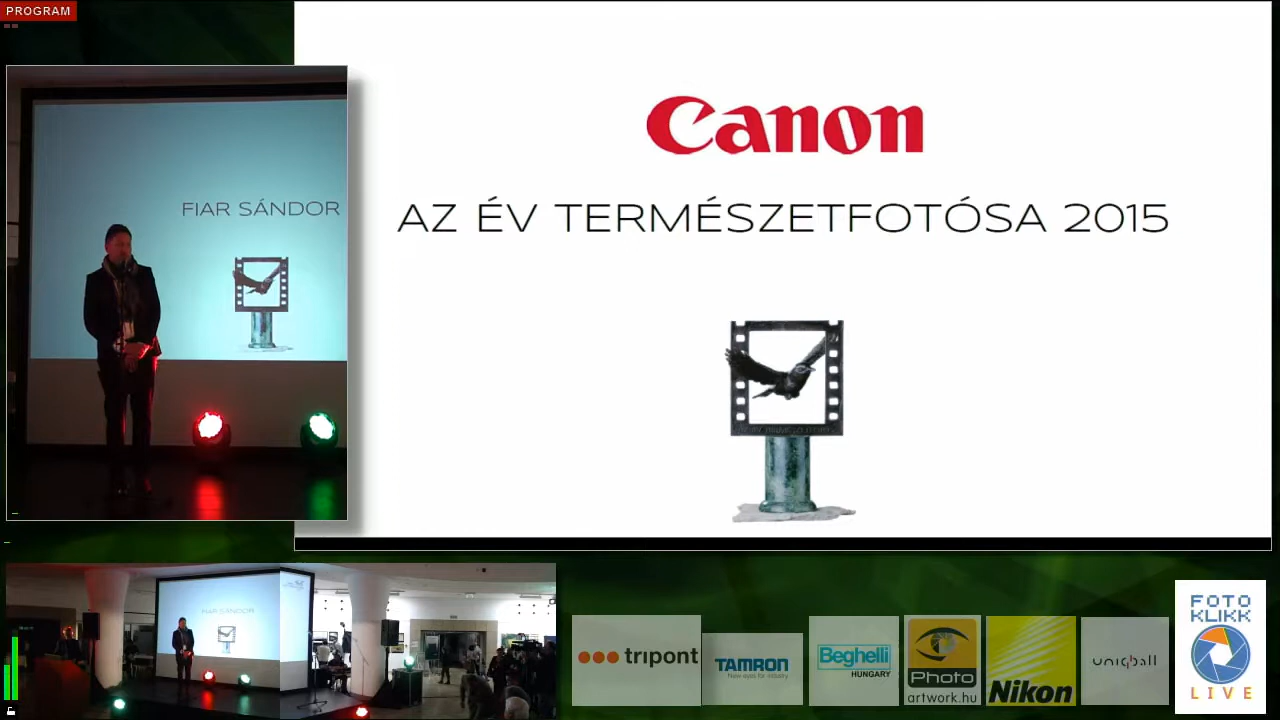 PROGRAM
Canon
AZ ÉV TERMÉSZETFOTÓSA 2015
FIAR SÁNDOR
FIAR SÁNDOR
tripont
TAMRON
New eyes for industry
Beghelli
HUNGARY
Photo
artwork.hu
Nikon
uniqball
FOTO
KLIKK
LIVE